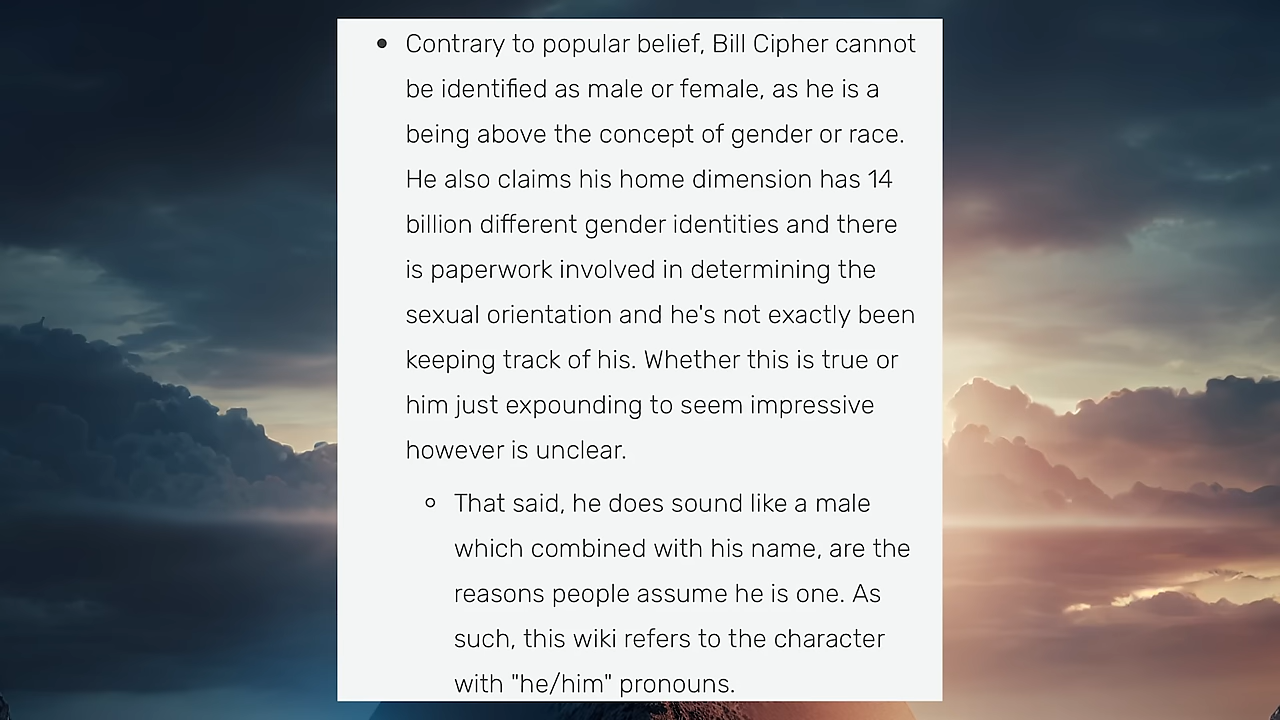 Contrary to popular belief, Bill Cipher cannot
be identified as male or female, as he is a
being above the concept of gender or race.
He also claims his home dimension has 14
billion different gender identities and there
is paperwork involved in determining the
sexual orientation and he's not exactly been
keeping track of his. Whether this is true or
him just expounding to seem impressive
however is unclear.
That said, he does sound like a male
which combined with his name, are the
reasons people assume he is one. As
such, this wiki refers to the character
with "he/him" pronouns.